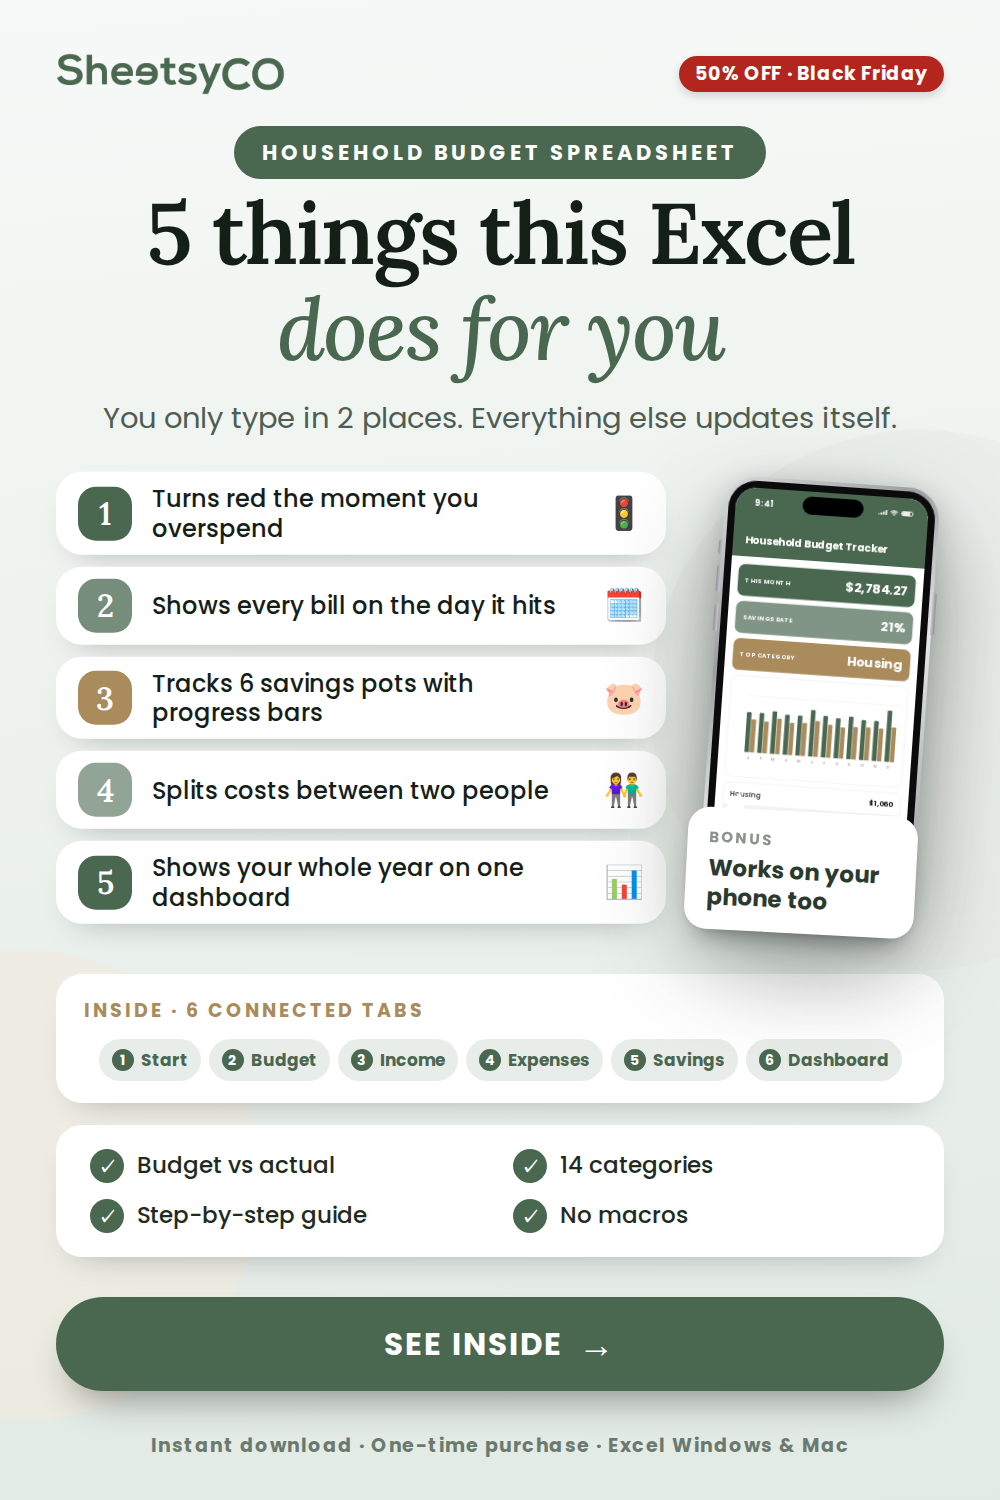 SheetsyCO
50% OFF · Black Friday
HOUSEHOLD BUDGET SPREADSHEET
5 things this Excel
does for you
You only type in 2 places. Everything else updates itself.
1
Turns red the moment you
overspend
2
Shows every bill on the day it hits
3
Tracks 6 savings pots with
progress bars
4
Splits costs between two people
5
Shows your whole year on one
dashboard
9:41
Household Budget Tracker
THIS MONTH $2,784.27
SAVINGS RATE 21%
TOP CATEGORY Housing
Housing $1,060
BONUS
Works on your
phone too
INSIDE · 6 CONNECTED TABS
1 Start 2 Budget 3 Income 4 Expenses 5 Savings 6 Dashboard
✓ Budget vs actual ✓ 14 categories
✓ Step-by-step guide ✓ No macros
SEE INSIDE →
Instant download · One-time purchase · Excel Windows & Mac